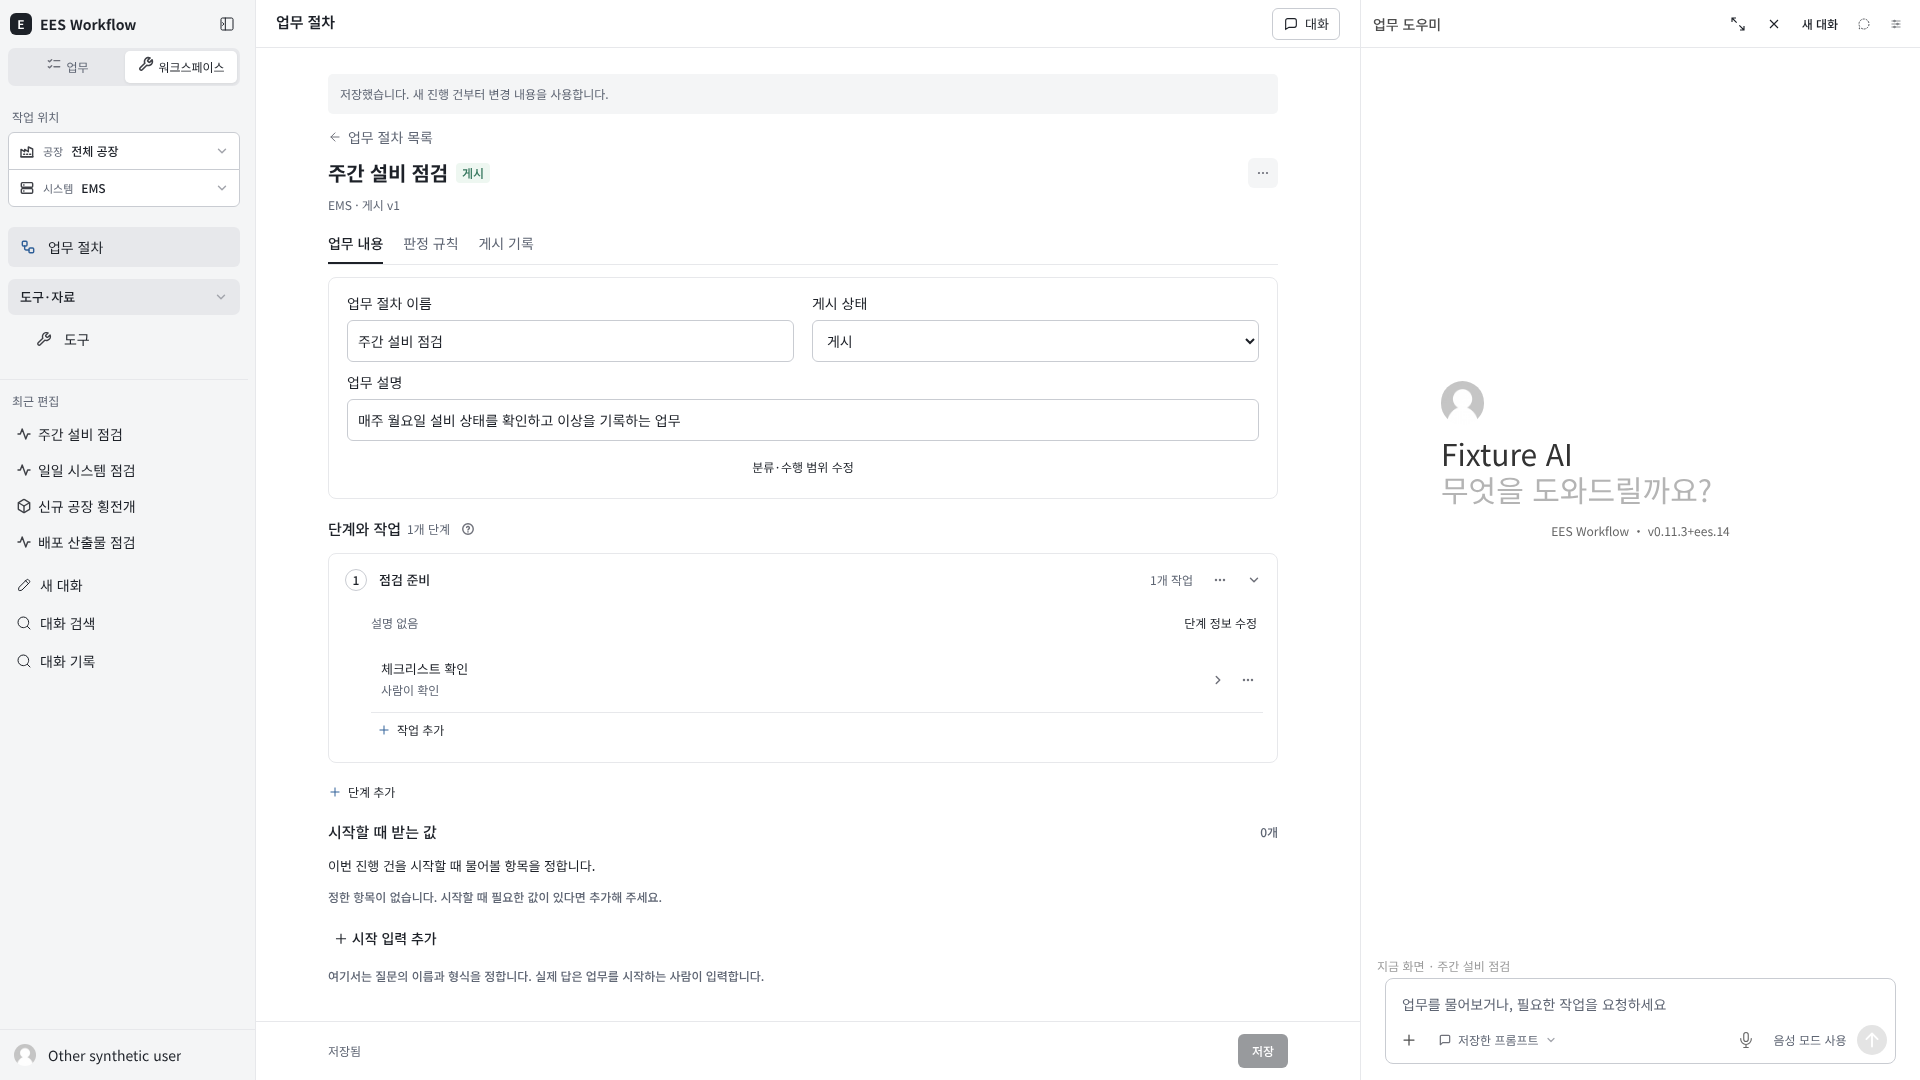 E EES Workflow
업무
워크스페이스
작업 위치
공장 전체 공장
시스템 EMS
업무 절차
도구·자료
도구
최근 편집
주간 설비 점검
일일 시스템 점검
신규 공장 횡전개
배포 산출물 점검
새 대화
대화 검색
대화 기록
Other synthetic user
업무 절차
대화
저장했습니다. 새 진행 건부터 변경 내용을 사용합니다.
업무 절차 목록
주간 설비 점검 게시
EMS · 게시 v1
업무 내용 판정 규칙 게시 기록
업무 절차 이름 게시 상태
주간 설비 점검 게시
업무 설명
매주 월요일 설비 상태를 확인하고 이상을 기록하는 업무
분류·수행 범위 수정
단계와 작업 1개 단계
1 점검 준비 1개 작업
설명 없음 단계 정보 수정
체크리스트 확인
사람이 확인
작업 추가
단계 추가
시작할 때 받는 값 0개
이번 진행 건을 시작할 때 물어볼 항목을 정합니다.
정한 항목이 없습니다. 시작할 때 필요한 값이 있다면 추가해 주세요.
시작 입력 추가
여기서는 질문의 이름과 형식을 정합니다. 실제 답은 업무를 시작하는 사람이 입력합니다.
저장됨 저장
업무 도우미 새 대화
Fixture AI
무엇을 도와드릴까요?
EES Workflow • v0.11.3+ees.14
지금 화면 · 주간 설비 점검
업무를 물어보거나, 필요한 작업을 요청하세요
저장한 프롬프트 음성 모드 사용